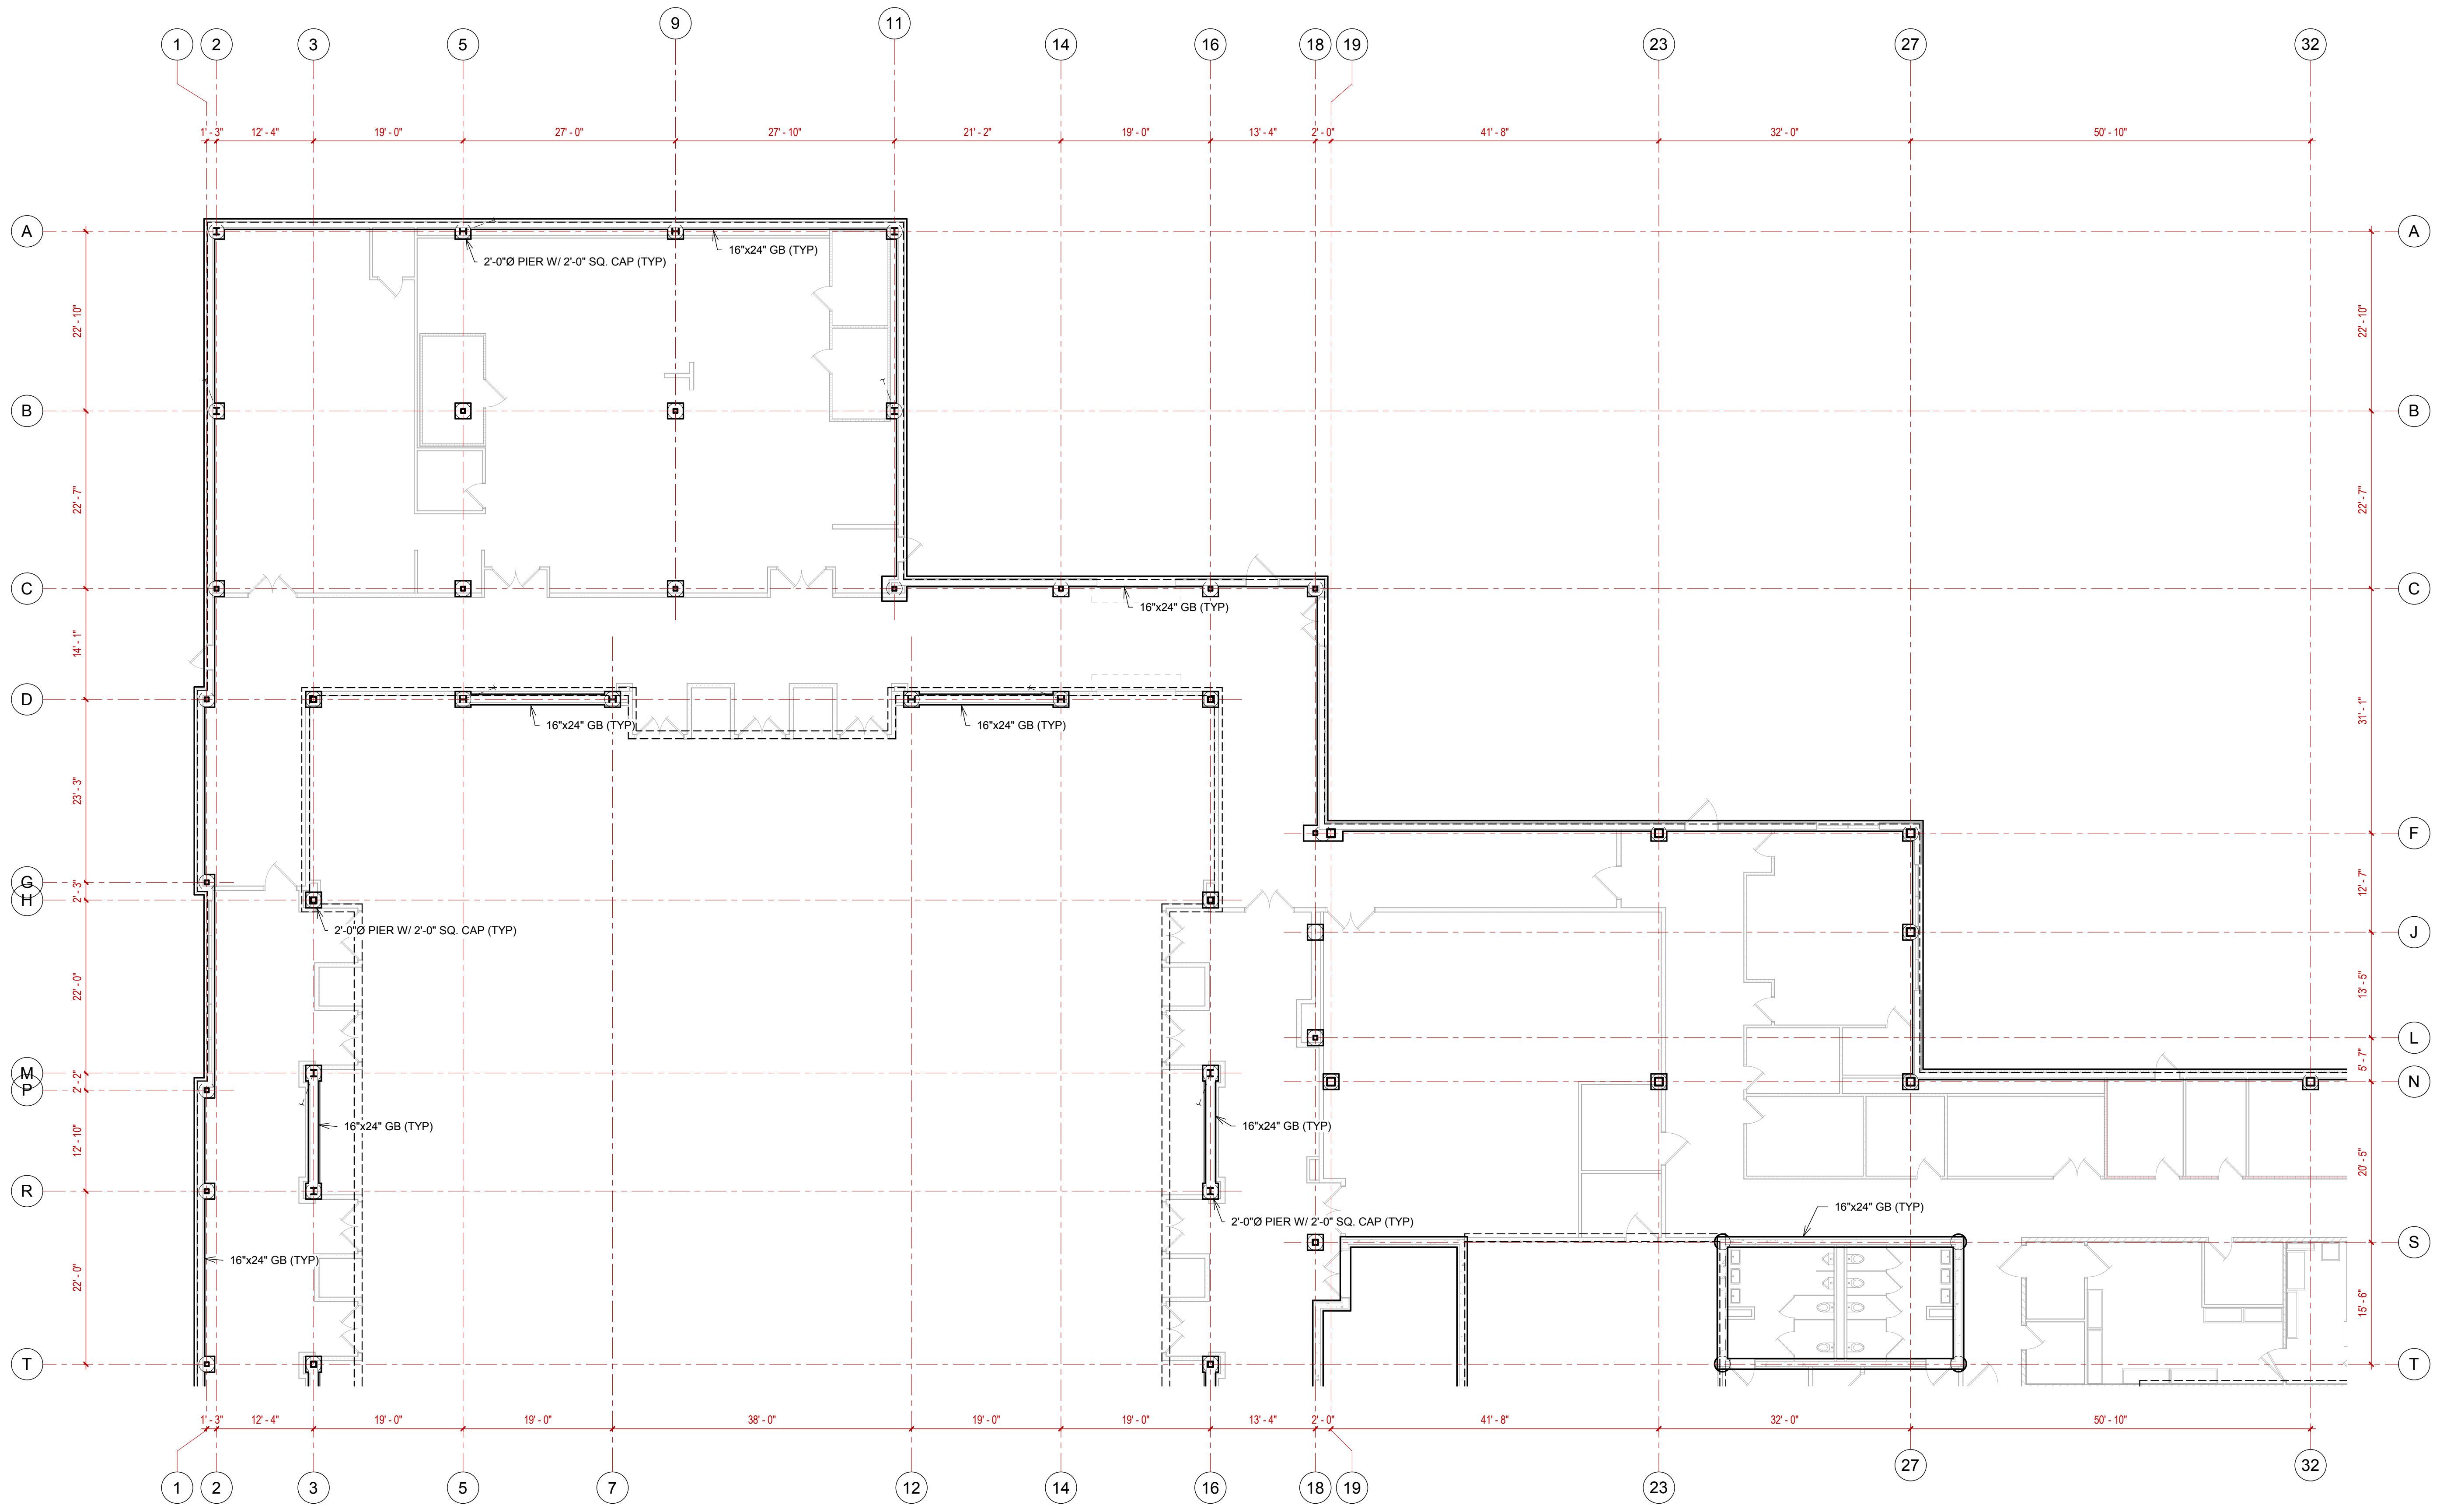 9 11
1 2 3 5 14 16 18 19 23 27 32
1' - 3" 12' - 4" 19' - 0" 27' - 0" 27' - 10" 21' - 2" 19' - 0" 13' - 4" 2' - 0" 41' - 8" 32' - 0" 50' - 10"
A A
16"x24" GB (TYP)
2'-0"Ø PIER W/ 2'-0" SQ. CAP (TYP)
22' - 10" 22' - 10"
B B
22' - 7" 22' - 7"
C C
16"x24" GB (TYP)
14' - 1"
D
31' - 1"
16"x24" GB (TYP) 16"x24" GB (TYP)
23' - 3"
F
G
12' - 7"
2' - 3"
H
2'-0"Ø PIER W/ 2'-0" SQ. CAP (TYP)
J
22' - 0" 13' - 5"
L
5' - 7"
M
N
2' - 2"
P
16"x24" GB (TYP) 16"x24" GB (TYP)
12' - 10" 20' - 5"
R
16"x24" GB (TYP)
2'-0"Ø PIER W/ 2'-0" SQ. CAP (TYP)
S
16"x24" GB (TYP)
22' - 0" 15' - 6"
T T
1' - 3" 12' - 4" 19' - 0" 19' - 0" 38' - 0" 19' - 0" 19' - 0" 13' - 4" 2' - 0" 41' - 8" 32' - 0" 50' - 10"
27 32
1 2 3 5 7 12 14 16 18 19 23